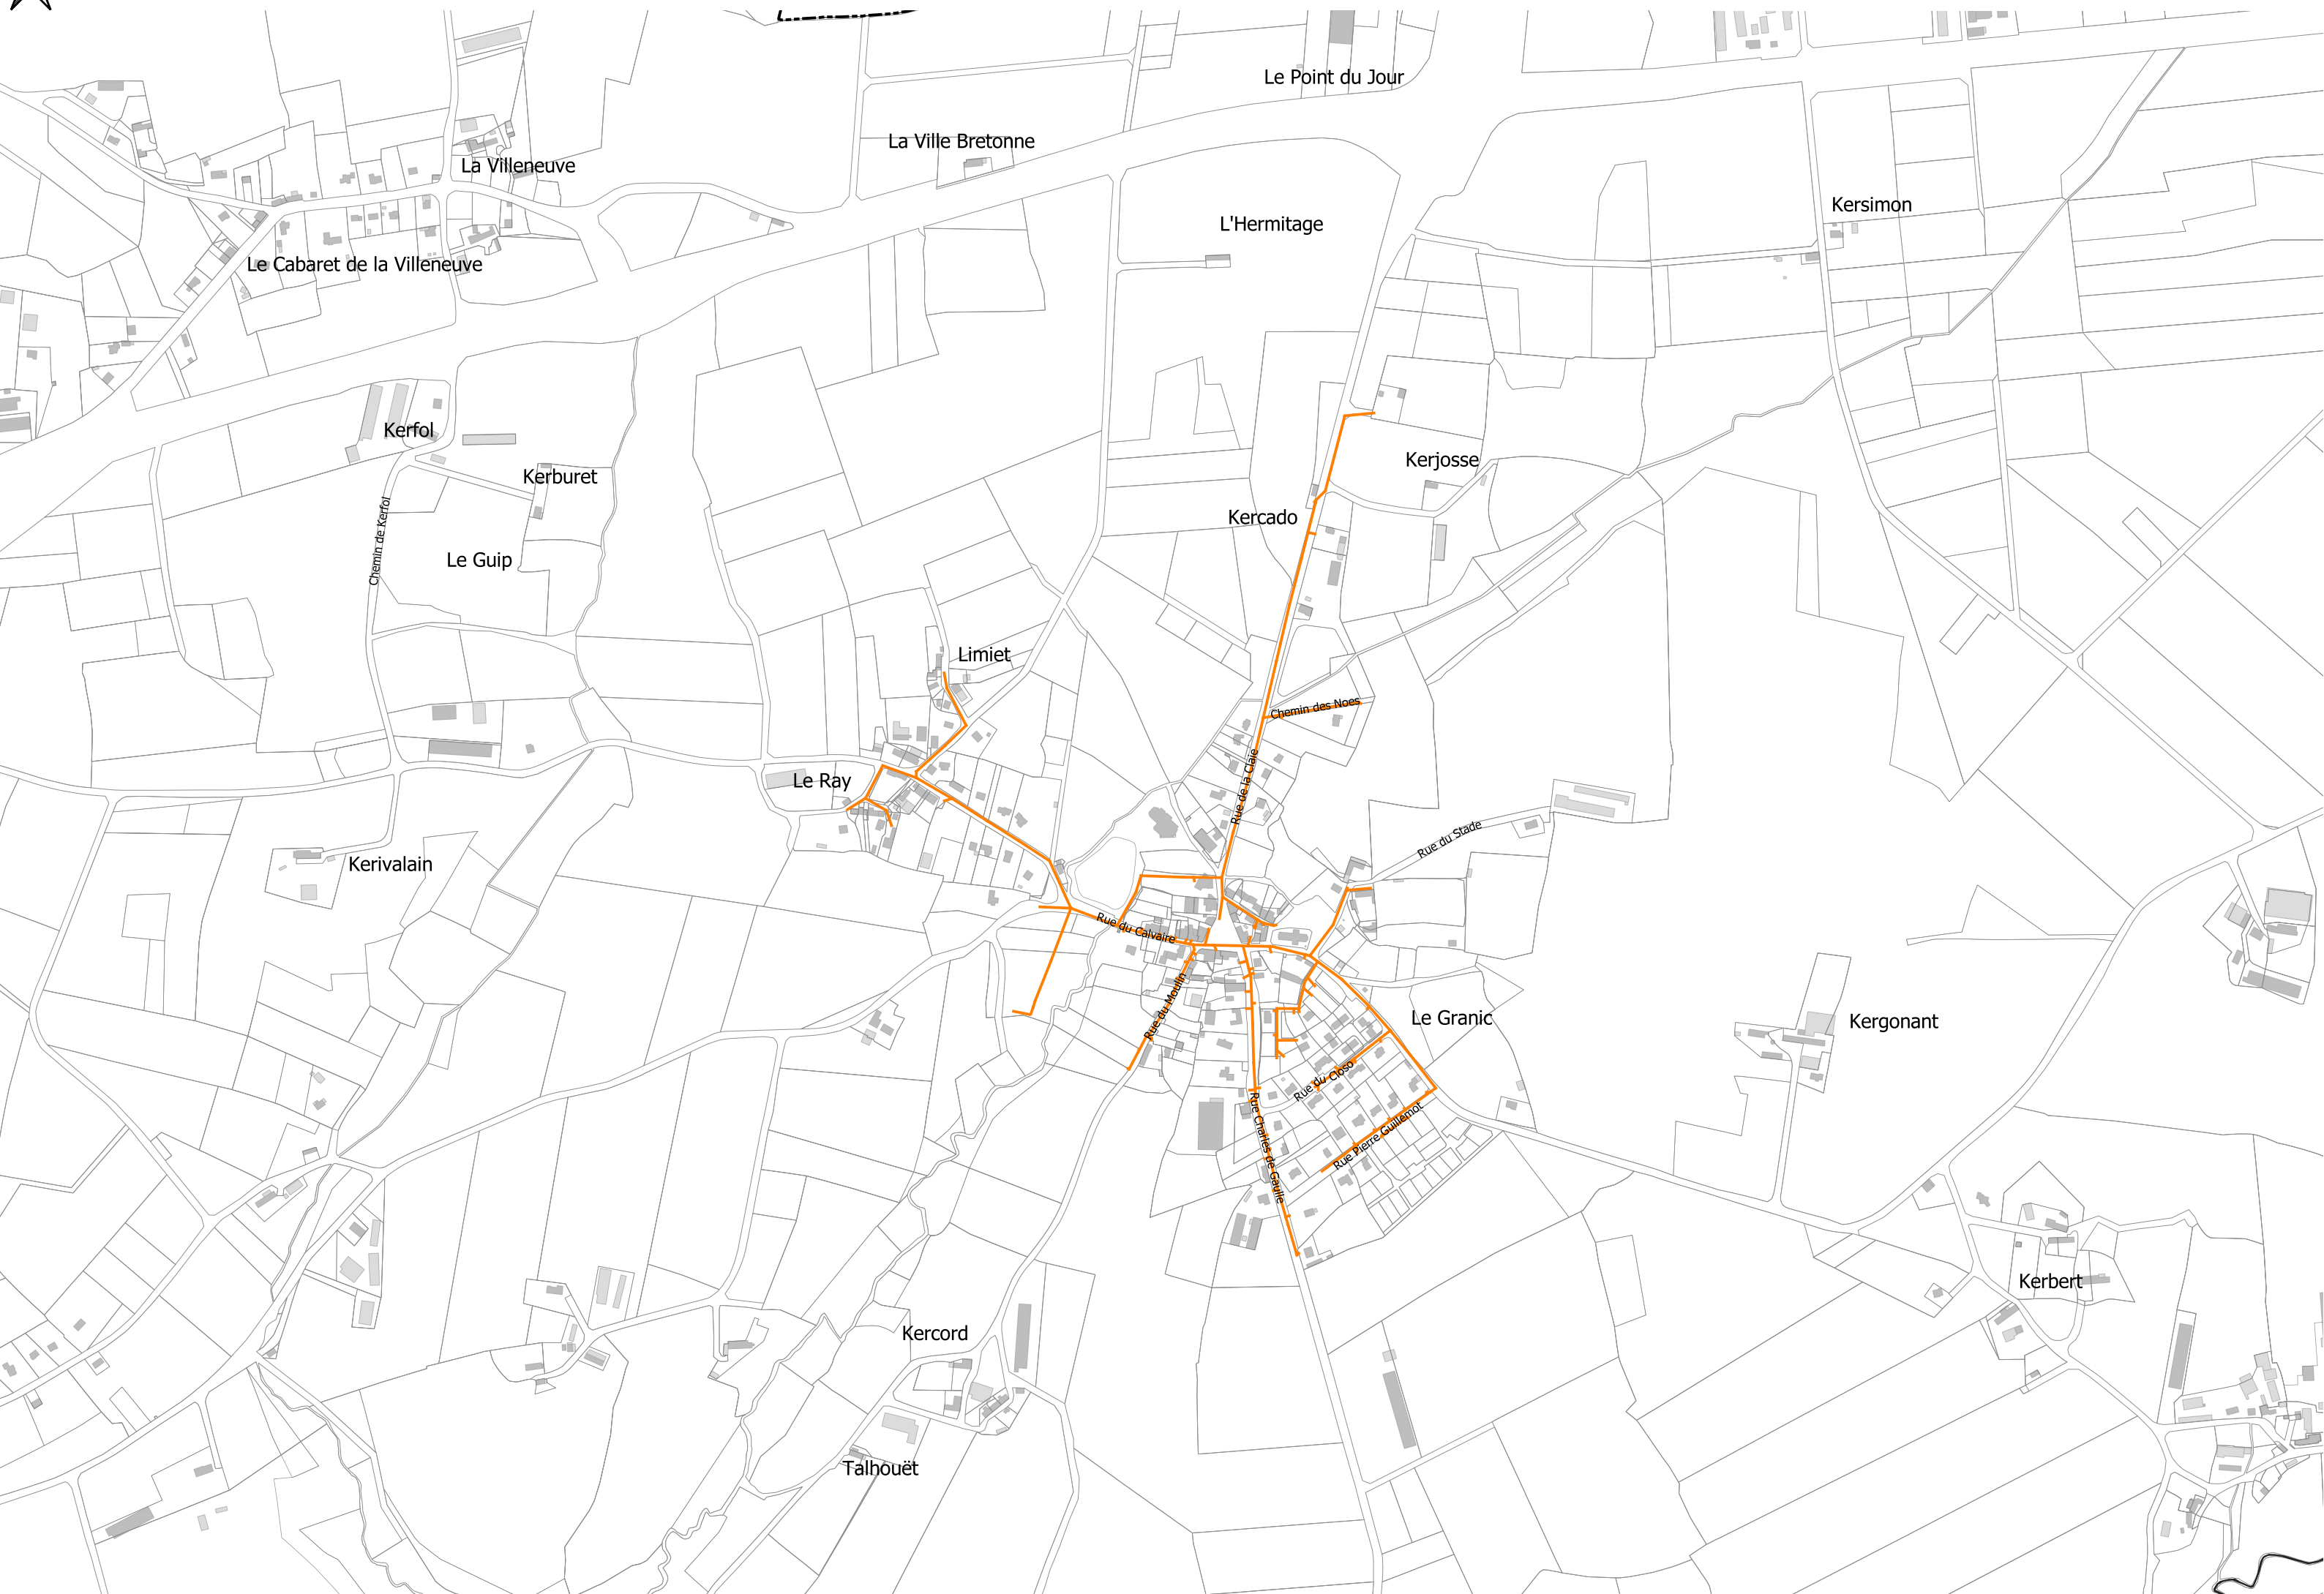 Le Point du Jour
La Ville Bretonne
La Villeneuve
Kersimon
L'Hermitage
Le Cabaret de la Villeneuve
Kerfol
Kerjosse
Kerburet
Kercado
Chemin de Kerfol
Le Guip
Limiet
Chemin des Noes
Le Ray
Rue de la Claie
Rue du Stade
Kerivalain
Rue du Calvaire
Rue du Moulin
Le Granic
Kergonant
Rue du Closo
Rue Pierre Guillemot
Rue Charles de Gaulle
Kerbert
Kercord
Talhouët